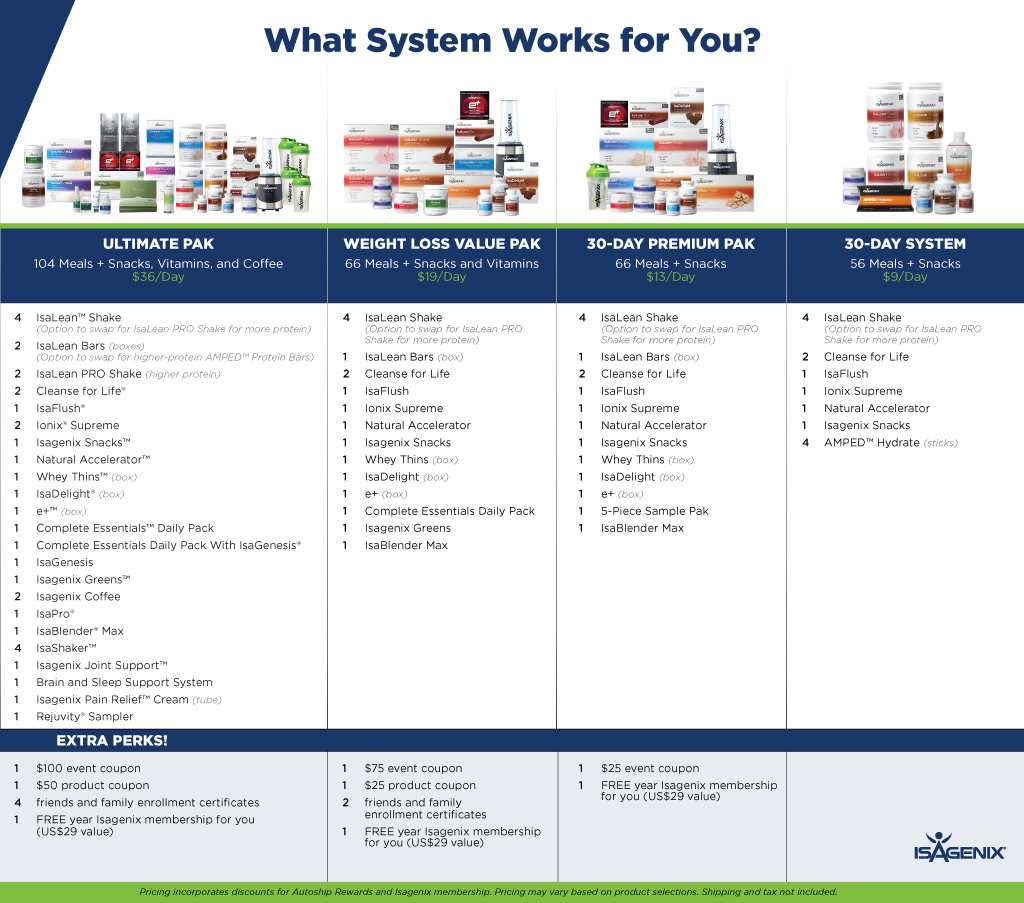 What System Works for You?
ULTIMATE PAK
104 Meals + Snacks, Vitamins, and Coffee
$36/Day
4 IsaLean™ Shake
(Option to swap for IsaLean PRO Shake for more protein)
2 IsaLean Bars (boxes)
(Option to swap for higher-protein AMPED™ Protein Bars)
2 IsaLean PRO Shake (higher protein)
2 Cleanse for Life®
1 IsaFlush®
2 Ionix® Supreme
1 Isagenix Snacks™
1 Natural Accelerator™
1 Whey Thins™ (box)
1 IsaDelight® (box)
1 e+™ (box)
1 Complete Essentials™ Daily Pack
1 Complete Essentials Daily Pack With IsaGenesis®
1 IsaGenesis
1 Isagenix Greens™
2 Isagenix Coffee
1 IsaPro®
1 IsaBlender® Max
4 IsaShaker™
1 Isagenix Joint Support™
1 Brain and Sleep Support System
1 Isagenix Pain Relief™ Cream (tube)
1 Rejuvity® Sampler
WEIGHT LOSS VALUE PAK
66 Meals + Snacks and Vitamins
$19/Day
4 IsaLean Shake
(Option to swap for IsaLean PRO
Shake for more protein)
1 IsaLean Bars (box)
2 Cleanse for Life
1 IsaFlush
1 Ionix Supreme
1 Natural Accelerator
1 Isagenix Snacks
1 Whey Thins (box)
1 IsaDelight (box)
1 e+ (box)
1 Complete Essentials Daily Pack
1 Isagenix Greens
1 IsaBlender Max
30-DAY PREMIUM PAK
66 Meals + Snacks
$13/Day
4 IsaLean Shake
(Option to swap for IsaLean PRO
Shake for more protein)
1 IsaLean Bars (box)
2 Cleanse for Life
1 IsaFlush
1 Ionix Supreme
1 Natural Accelerator
1 Isagenix Snacks
1 Whey Thins (box)
1 IsaDelight (box)
1 e+ (box)
1 5-Piece Sample Pak
1 IsaBlender Max
30-DAY SYSTEM
56 Meals + Snacks
$9/Day
4 IsaLean Shake
(Option to swap for IsaLean PRO
Shake for more protein)
2 Cleanse for Life
1 IsaFlush
1 Ionix Supreme
1 Natural Accelerator
1 Isagenix Snacks
4 AMPED™ Hydrate (sticks)
EXTRA PERKS!
1 $100 event coupon
1 $50 product coupon
4 friends and family enrollment certificates
1 FREE year Isagenix membership for you
(US$29 value)
1 $75 event coupon
1 $25 product coupon
2 friends and family
enrollment certificates
1 FREE year Isagenix membership
for you (US$29 value)
1 $25 event coupon
1 FREE year Isagenix membership
for you (US$29 value)
ISAGENIX
Pricing incorporates discounts for Autoship Rewards and Isagenix membership. Pricing may vary based on product selections. Shipping and tax not included.